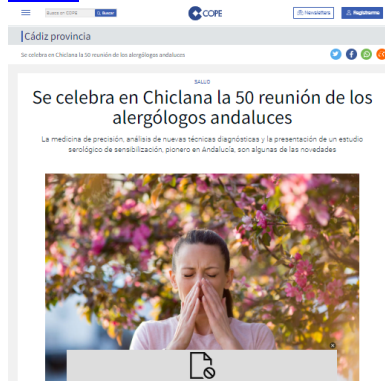 Busca en COPE
Buscar
COPE
Newsletters
Registrarme
Cádiz provincia
Se celebra en Chiclana la 50 reunión de los alergólogos andaluces
SALUD
Se celebra en Chiclana la 50 reunión de los
alergólogos andaluces
La medicina de precisión, análisis de nuevas técnicas diagnósticas y la presentación de un estudio
serológico de sensibilización, pionero en Andalucía, son algunas de las novedades